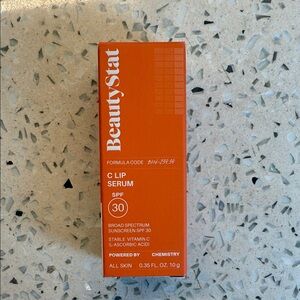 BeautyStat
FORMULA CODE
C LIP
SERUM
SPF
30
BROAD SPECTRUM
SUNSCREEN SPF 30
STABLE VITAMIN C
(L-ASCORBIC ACID)
POWERED BY CHEMISTRY
ALL SKIN 0.35 FL. OZ. 10 g